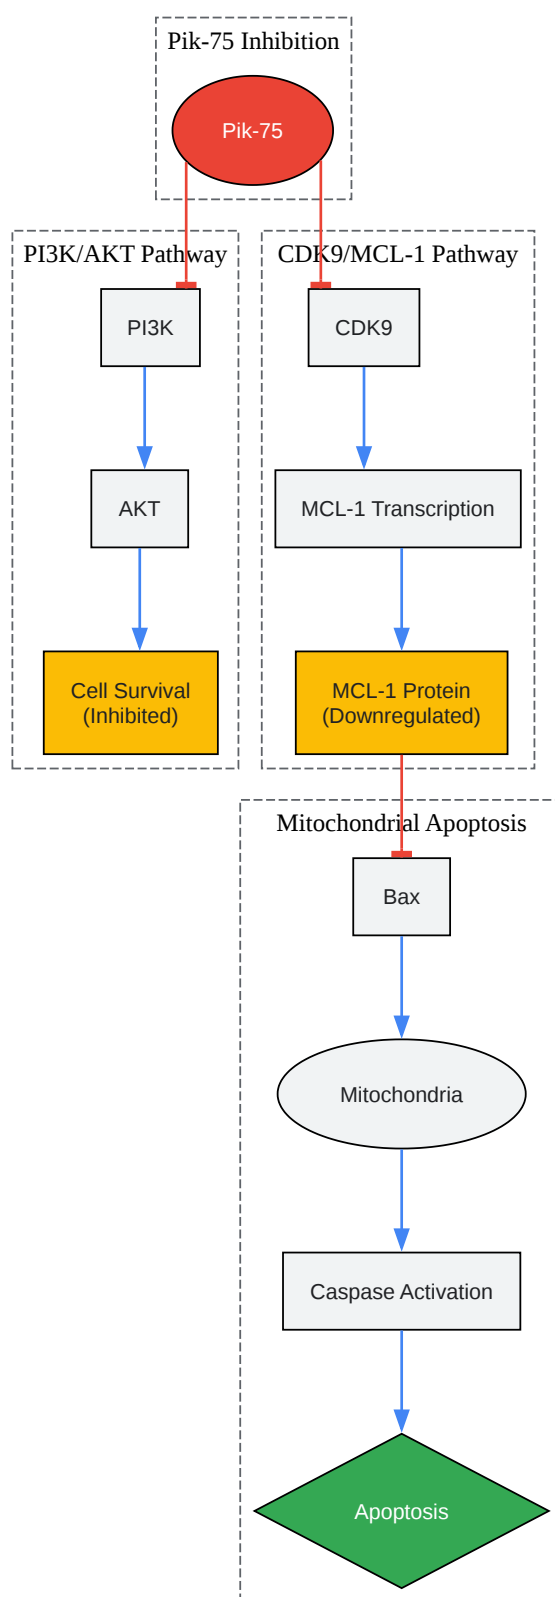 Pik-75 Inhibition
Pik-75
PI3K/AKT Pathway
CDK9/MCL-1 Pathway
PI3K
CDK9
AKT
MCL-1 Transcription
Cell Survival
(Inhibited)
MCL-1 Protein
(Downregulated)
Mitochondrial Apoptosis
Bax
Mitochondria
Caspase Activation
Apoptosis